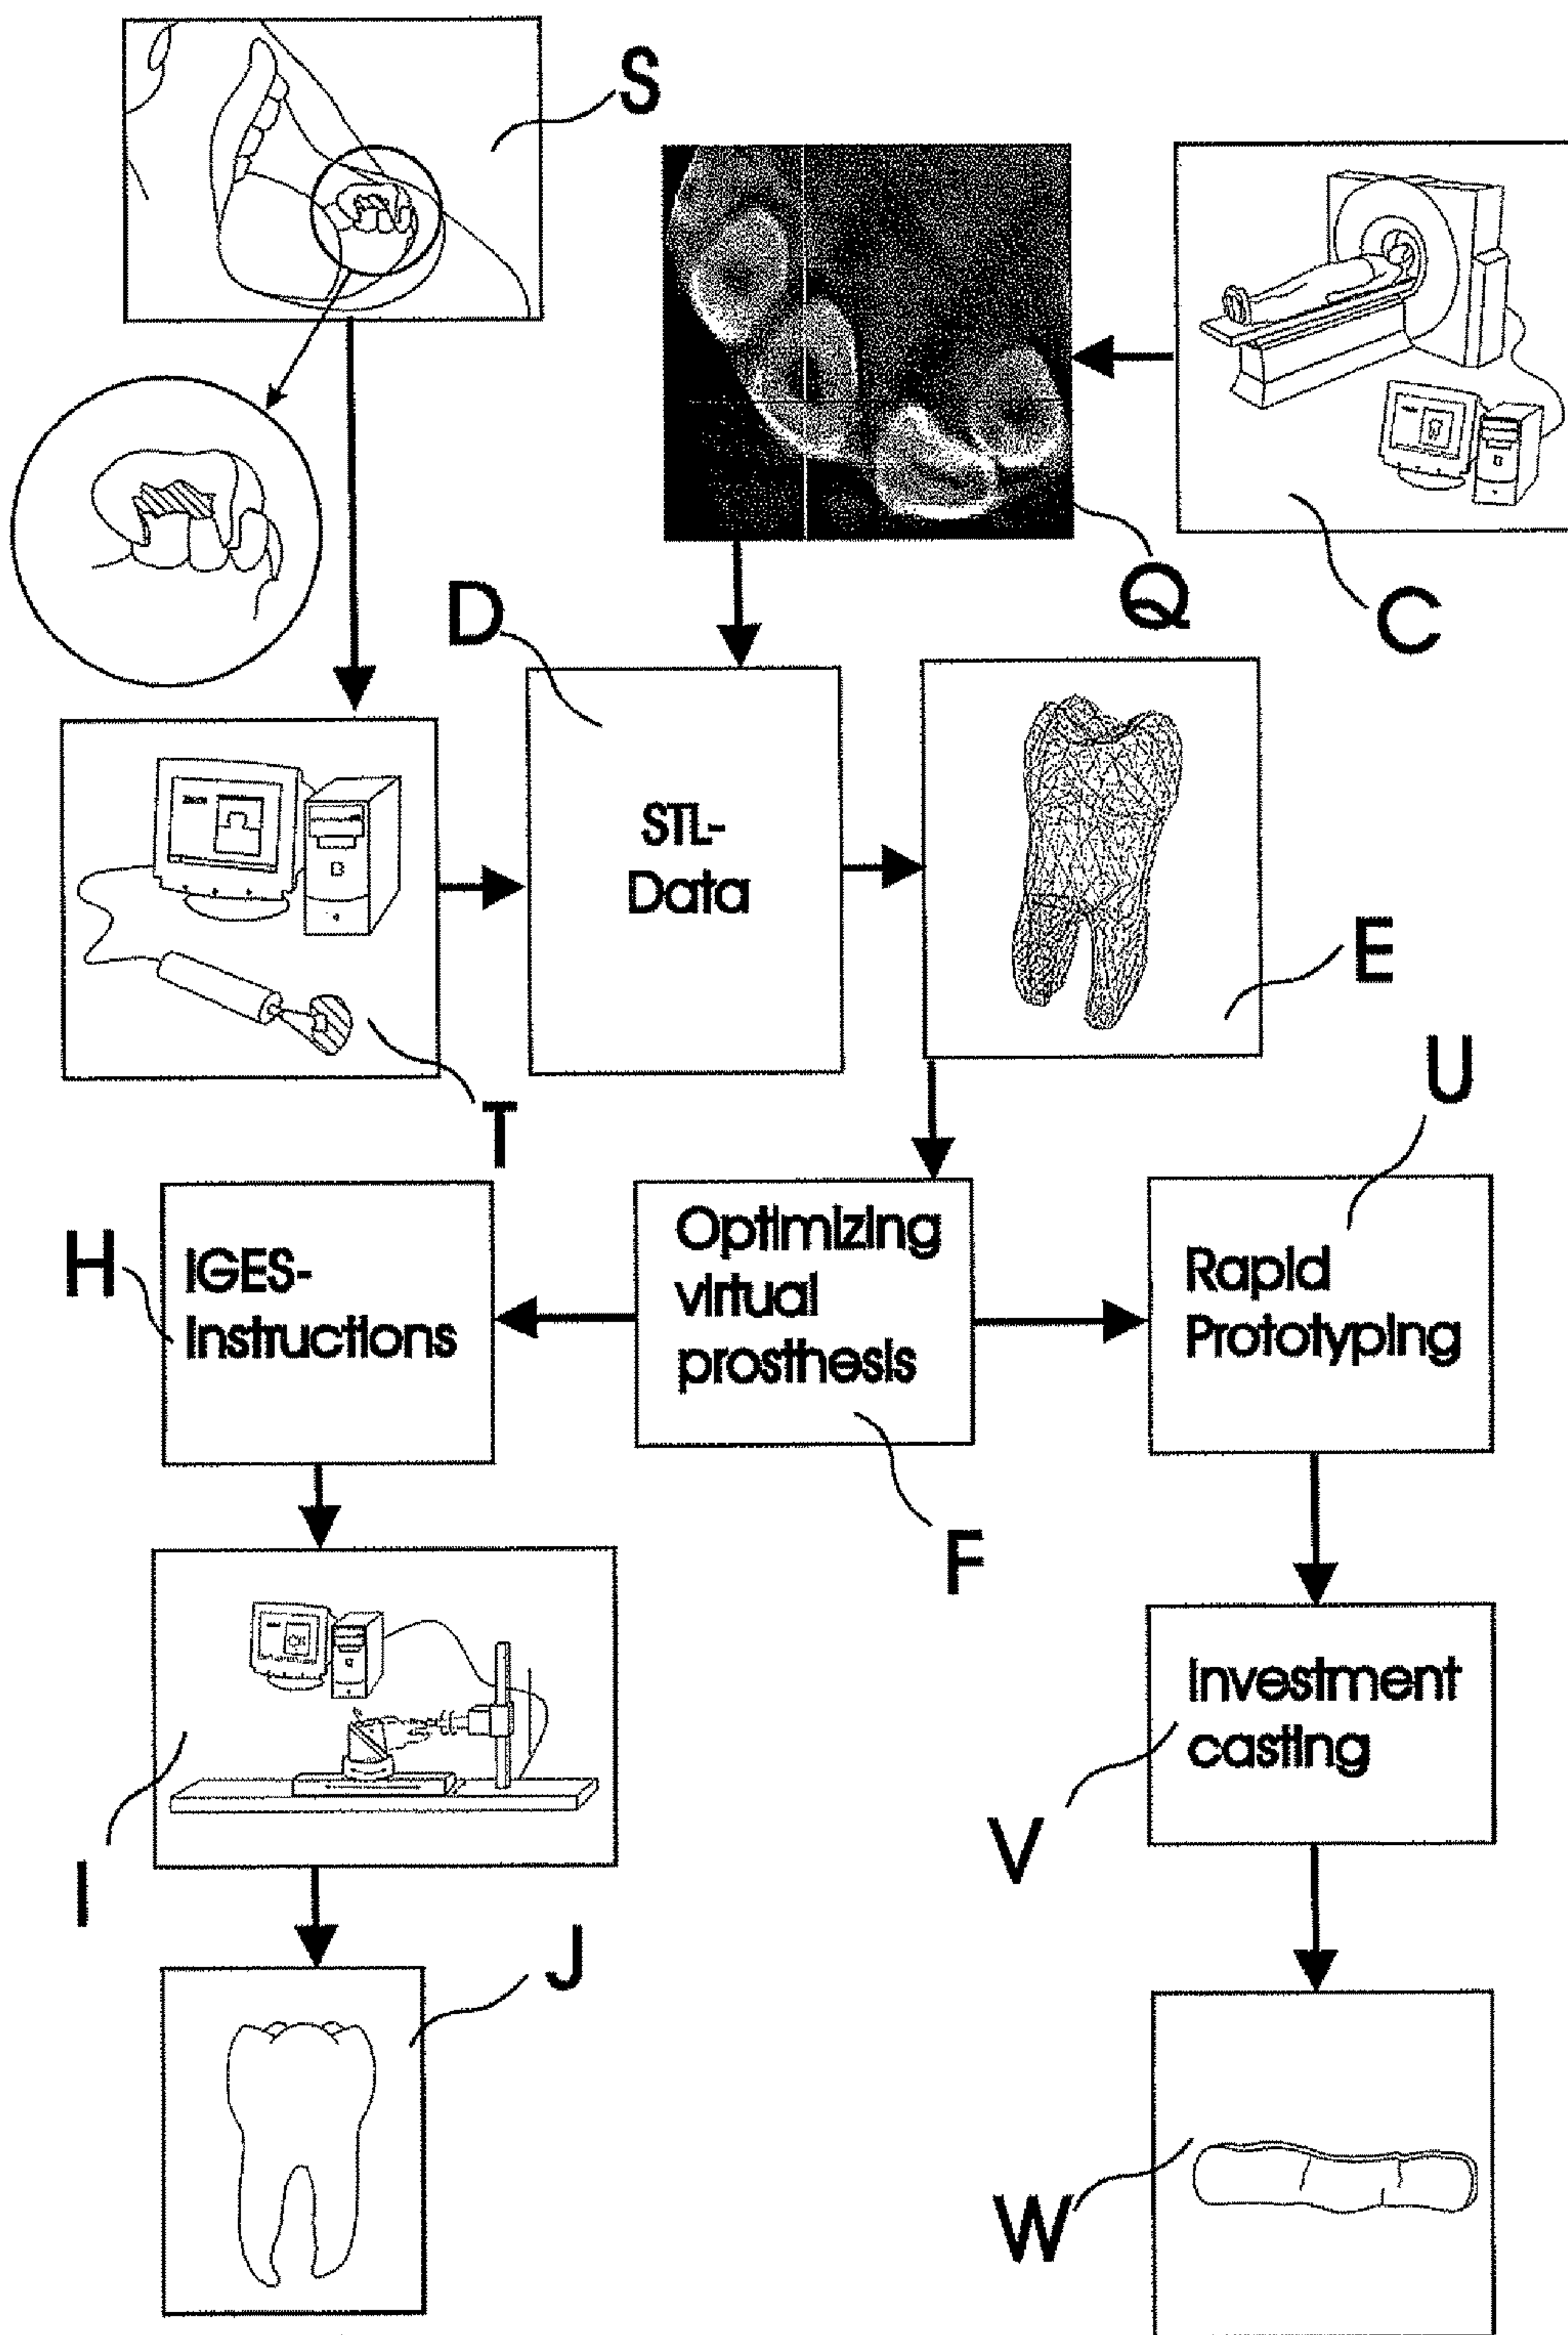 S
Q
C
D
STL-
Data
E
T
U
H
IGES-
Instructions
Optimizing
virtual
prosthesis
Rapid
Prototyping
F
I
Investment
casting
V
J
W